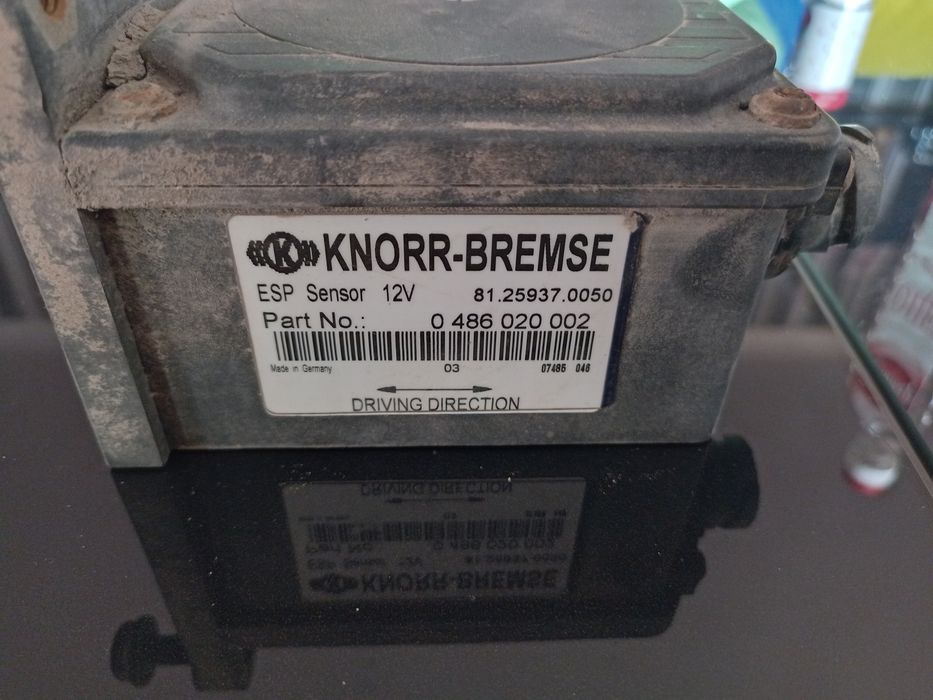 K KNORR-BREMSE
ESP Sensor 12V 81.25937.0050
Part No.: 0 486 020 002
Made in Germany 03 07485 046
DRIVING DIRECTION